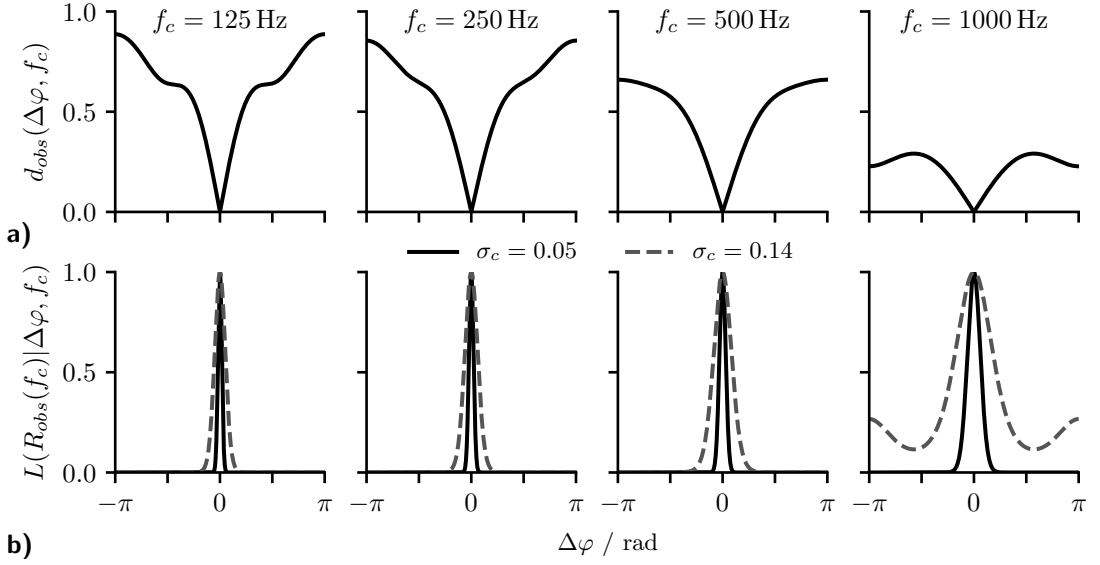 f_c = 125 Hz
f_c = 250 Hz
f_c = 500 Hz
f_c = 1000 Hz
1.0
0.5
0.0
d_obs(Δφ, f_c)
a)
σ_c = 0.05
σ_c = 0.14
1.0
0.5
0.0
L(R_obs(f_c)|Δφ, f_c)
−π 0 π
−π 0 π
−π 0 π
−π 0 π
b)
Δφ / rad